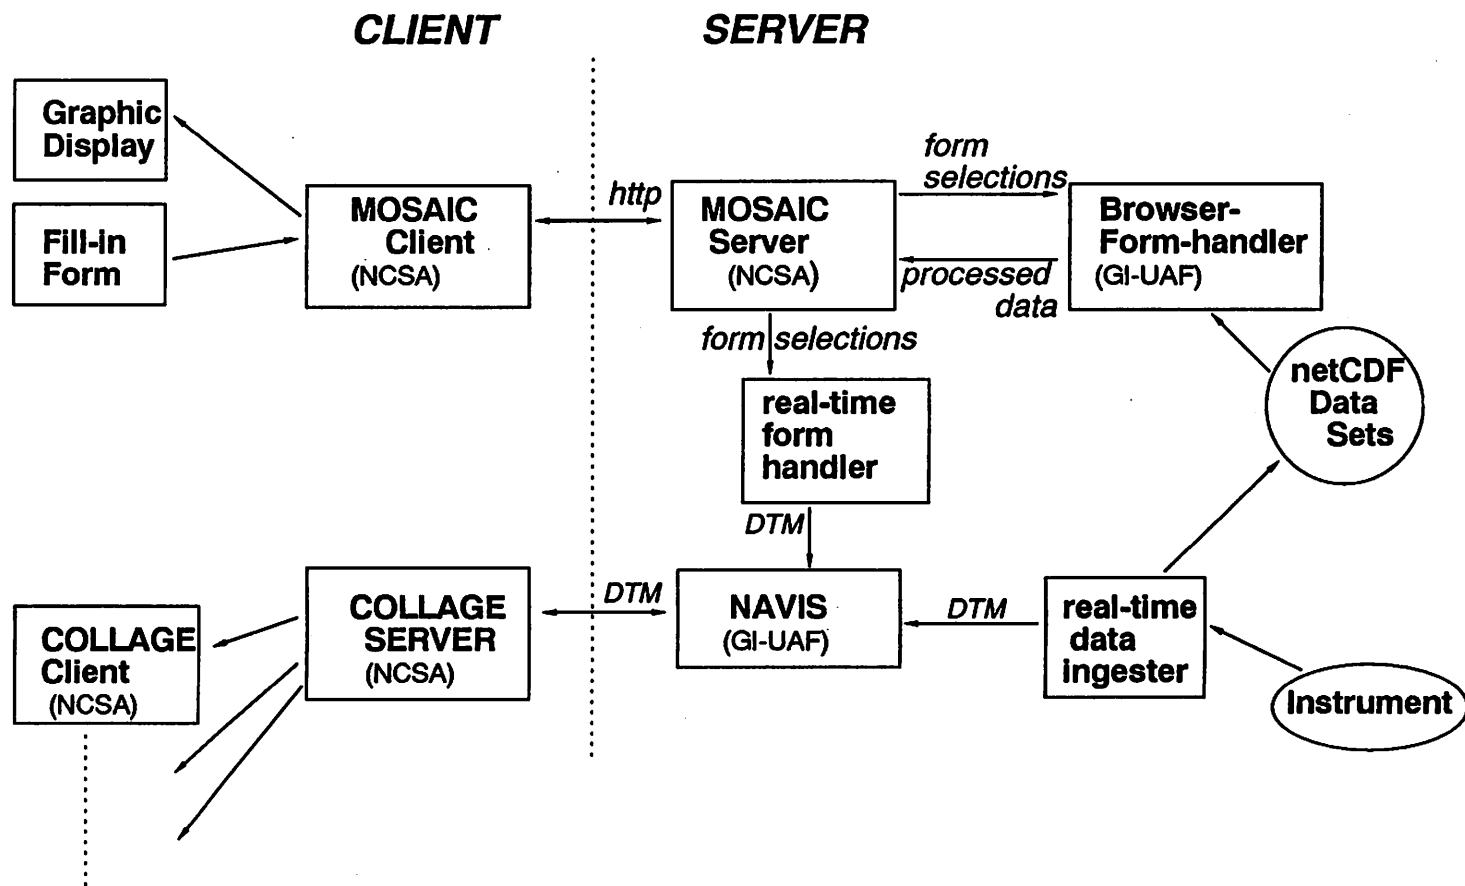 CLIENT
SERVER
Graphic
Display
Fill-in
Form
MOSAIC
Client
(NCSA)
http
MOSAIC
Server
(NCSA)
form
selections
processed
data
Browser-
Form-handler
(GI-UAF)
form selections
real-time
form
handler
netCDF
Data
Sets
DTM
COLLAGE
Client
(NCSA)
COLLAGE
SERVER
(NCSA)
DTM
NAVIS
(GI-UAF)
DTM
real-time
data
ingester
Instrument